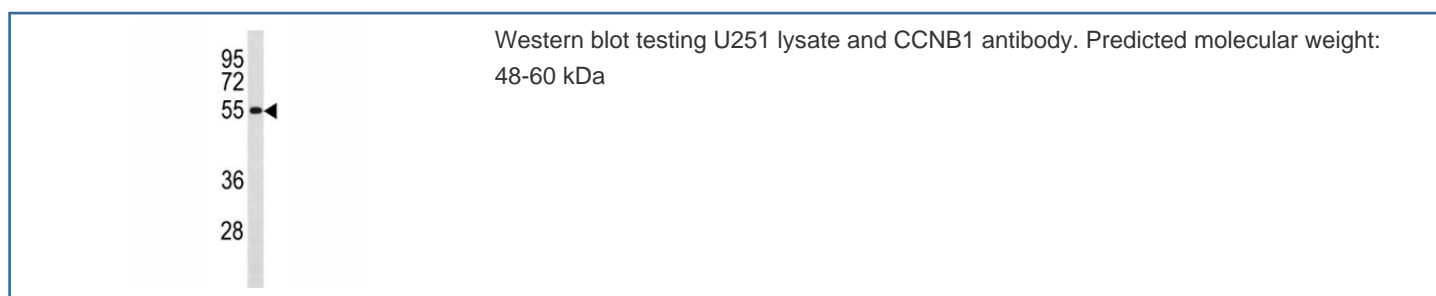 95
72
55
36
28
Western blot testing U251 lysate and CCNB1 antibody. Predicted molecular weight:
48-60 kDa